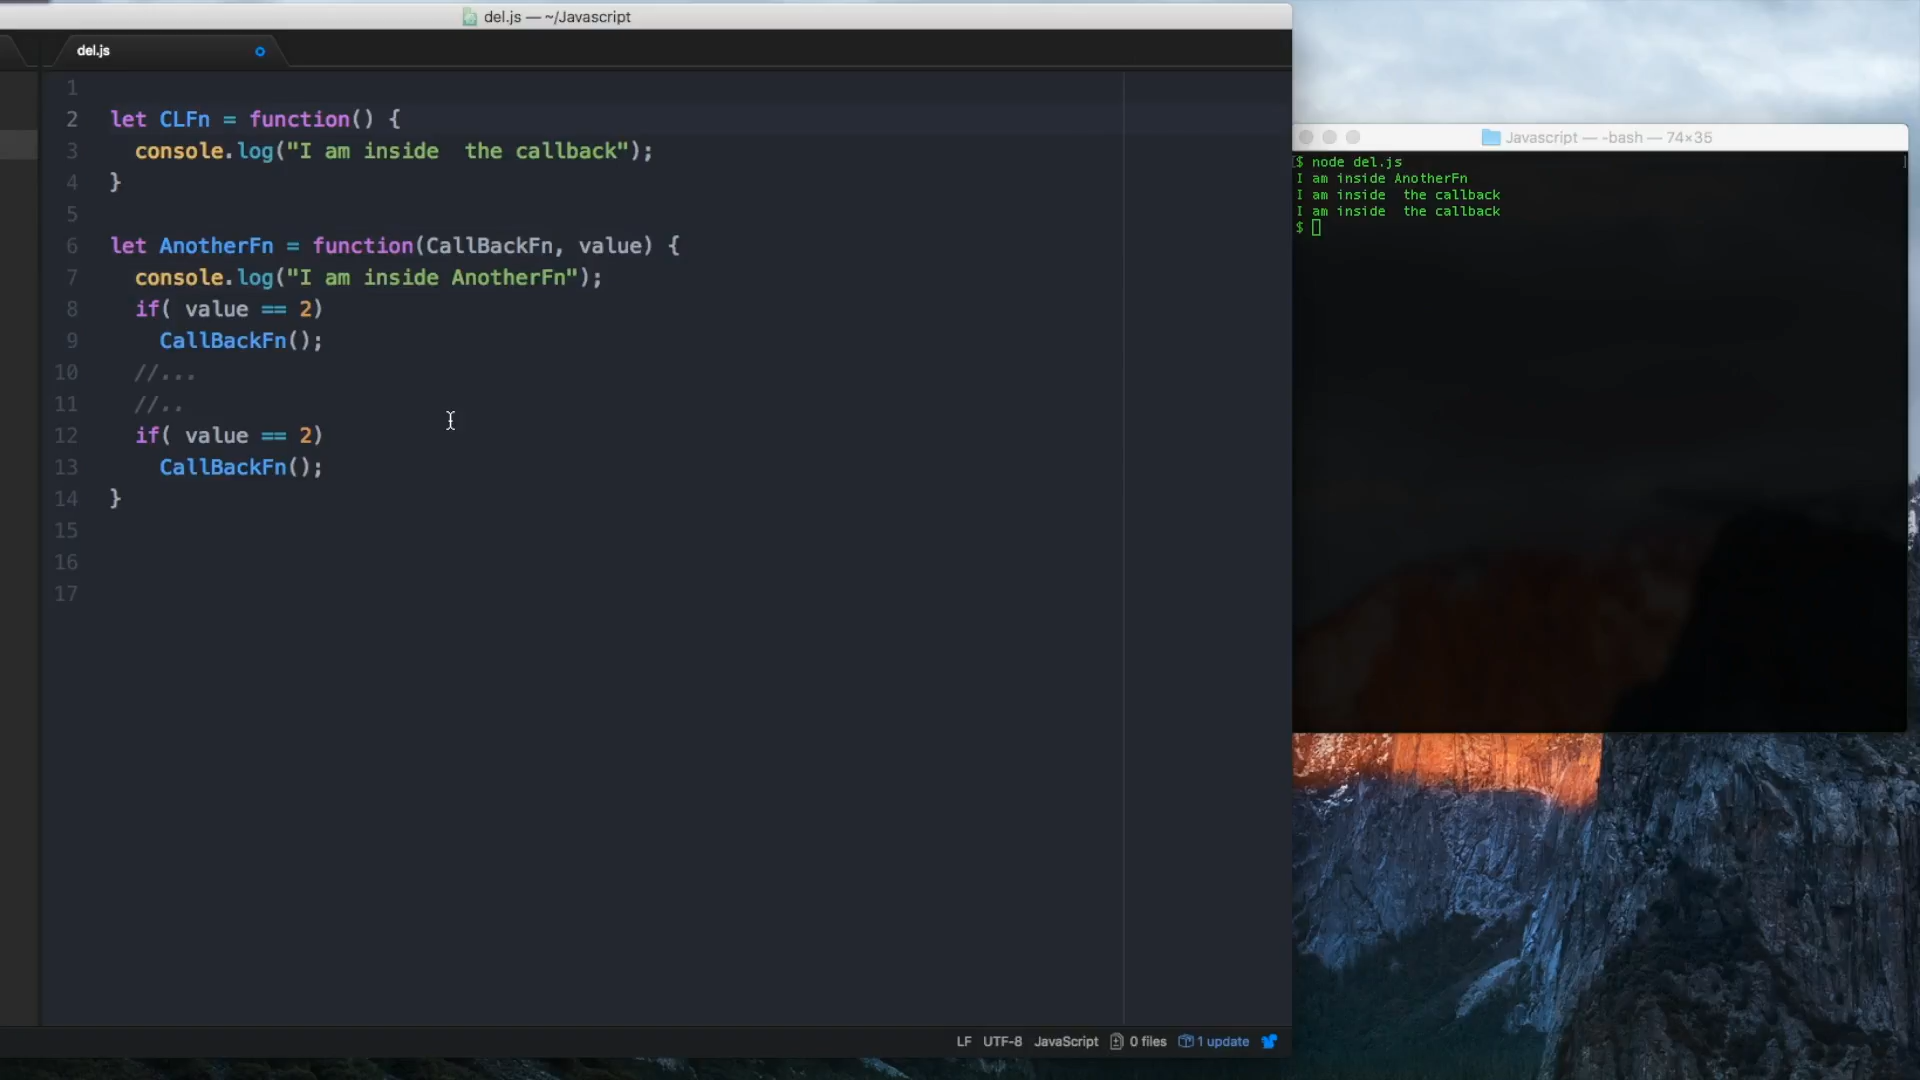 del.js — ~/Javascript
del.js
1
2 let CLFn = function() {
3   console.log("I am inside  the callback");
4 }
5
6 let AnotherFn = function(CallBackFn, value) {
7   console.log("I am inside AnotherFn");
8   if( value == 2)
9     CallBackFn();
10   //...
11   //..
12   if( value == 2)
13     CallBackFn();
14 }
15
16
17
LF UTF-8 JavaScript 0 files 1 update
Javascript — -bash — 74×35
[$ node del.js ]
I am inside AnotherFn
I am inside  the callback
I am inside  the callback
$